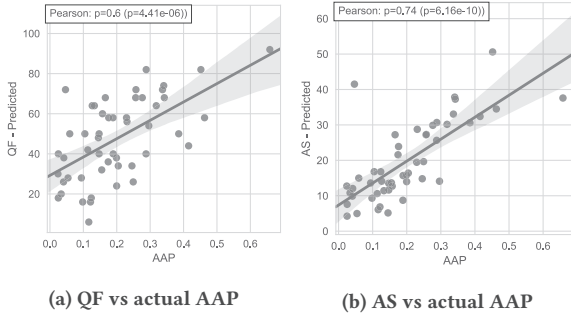 Pearson: p=0.6 (p=4.41e-06))
100
80
60
40
20
QF - Predicted
0.0 0.1 0.2 0.3 0.4 0.5 0.6
AAP
(a) QF vs actual AAP
Pearson: p=0.74 (p=6.16e-10))
60
50
40
30
20
10
0
AS - Predicted
0.0 0.1 0.2 0.3 0.4 0.5 0.6
AAP
(b) AS vs actual AAP